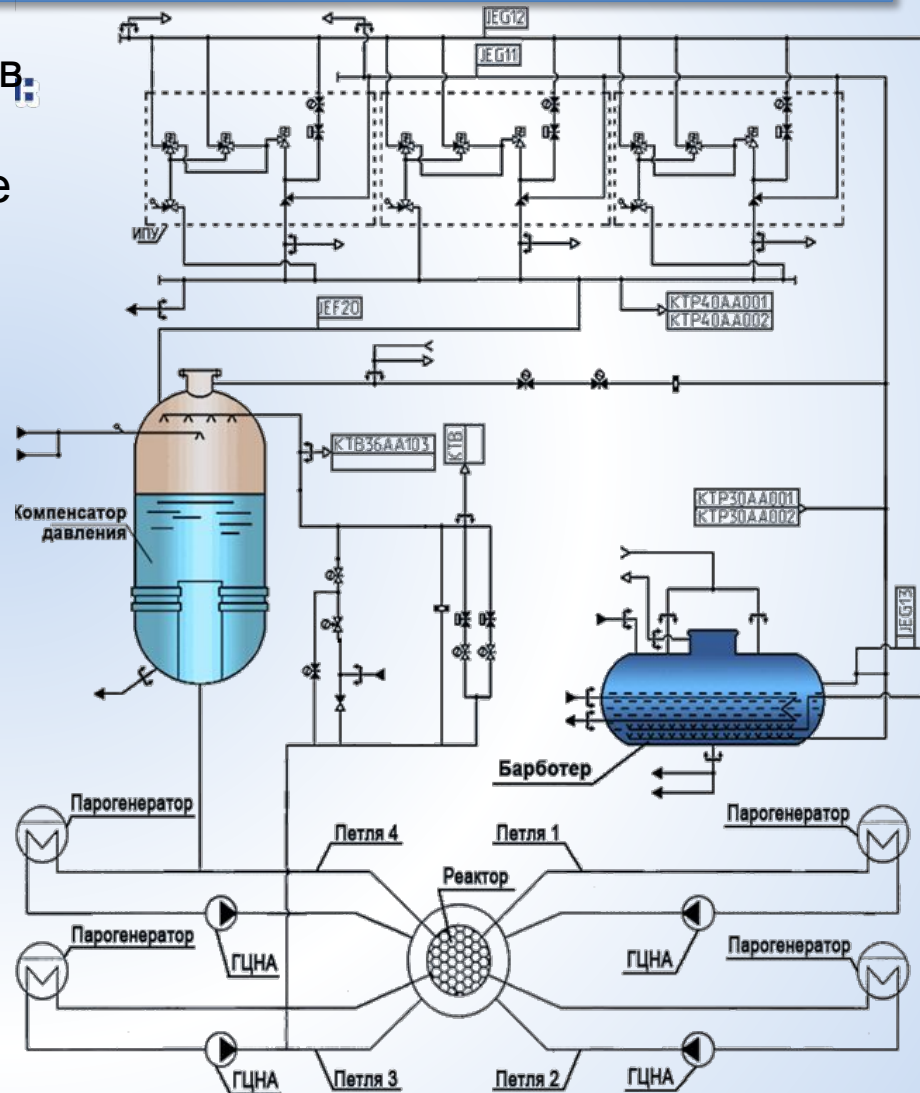 в
JEG12
JEG11
е
ИПУ
JEF20
KTP40AA001
KTP40AA002
KTB36AA103
KTB
Компенсатор
давления
KTP30AA001
KTP30AA002
JEG13
Барботер
Парогенератор
Парогенератор
Петля 4
Петля 1
Реактор
Парогенератор
Парогенератор
ГЦНА
ГЦНА
Петля 3
Петля 2
ГЦНА
ГЦНА